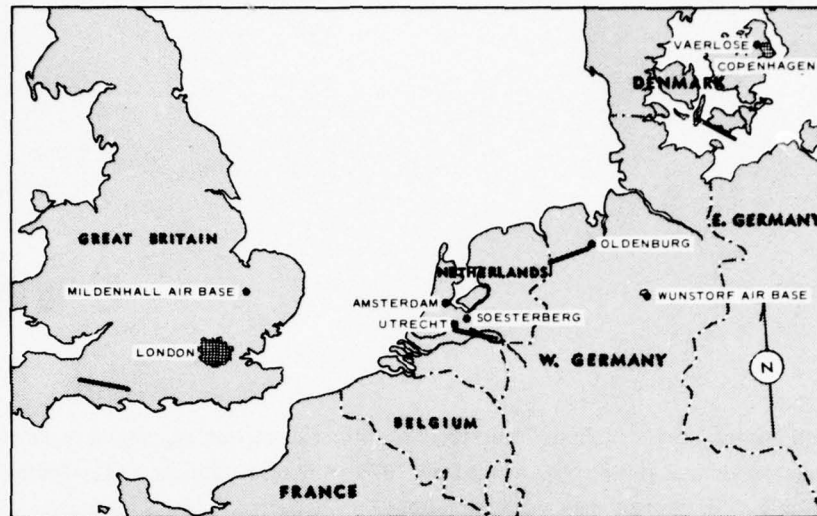 VAERLOSE
COPENHAGEN
DENMARK
E. GERMANY
GREAT BRITAIN
OLDENBURG
NETHERLANDS
MILDENHALL AIR BASE
WUNSTORF AIR BASE
AMSTERDAM
SOESTERBERG
UTRECHT
LONDON
W. GERMANY
N
BELGIUM
FRANCE